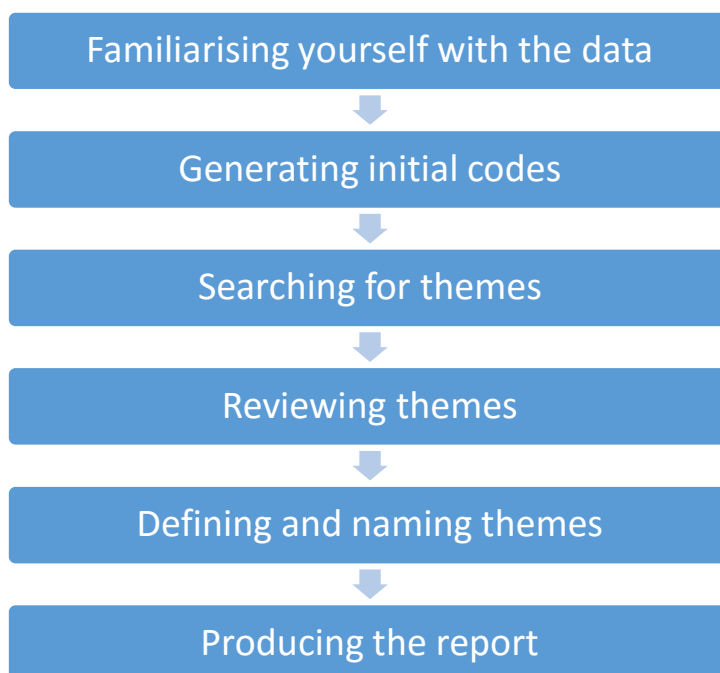 Familiarising yourself with the data
Generating initial codes
Searching for themes
Reviewing themes
Defining and naming themes
Producing the report